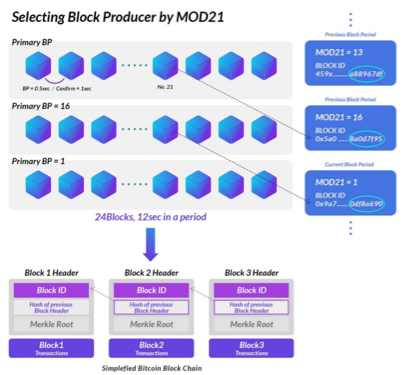 Selecting Block Producer by MOD21
Primary BP
BP = 0.5sec / Confirm = 1sec
No. 21
Primary BP = 16
Primary BP = 1
24Blocks, 12sec in a period
Previous Block Period
MOD21 = 13
BLOCK ID
459x......a88967df
Previous Block Period
MOD21 = 16
BLOCK ID
0x5e0......8a0d7f95
Current Block Period
MOD21 = 1
BLOCK ID
0x9e7......0df8a690
Block 1 Header
Block ID
Hash of previous
Block Header
Merkle Root
Block1
Transactions
Block 2 Header
Block ID
Hash of previous
Block Header
Merkle Root
Block2
Transactions
Block 3 Header
Block ID
Hash of previous
Block Header
Merkle Root
Block3
Transactions
Simplefied Bitcoin Block Chain